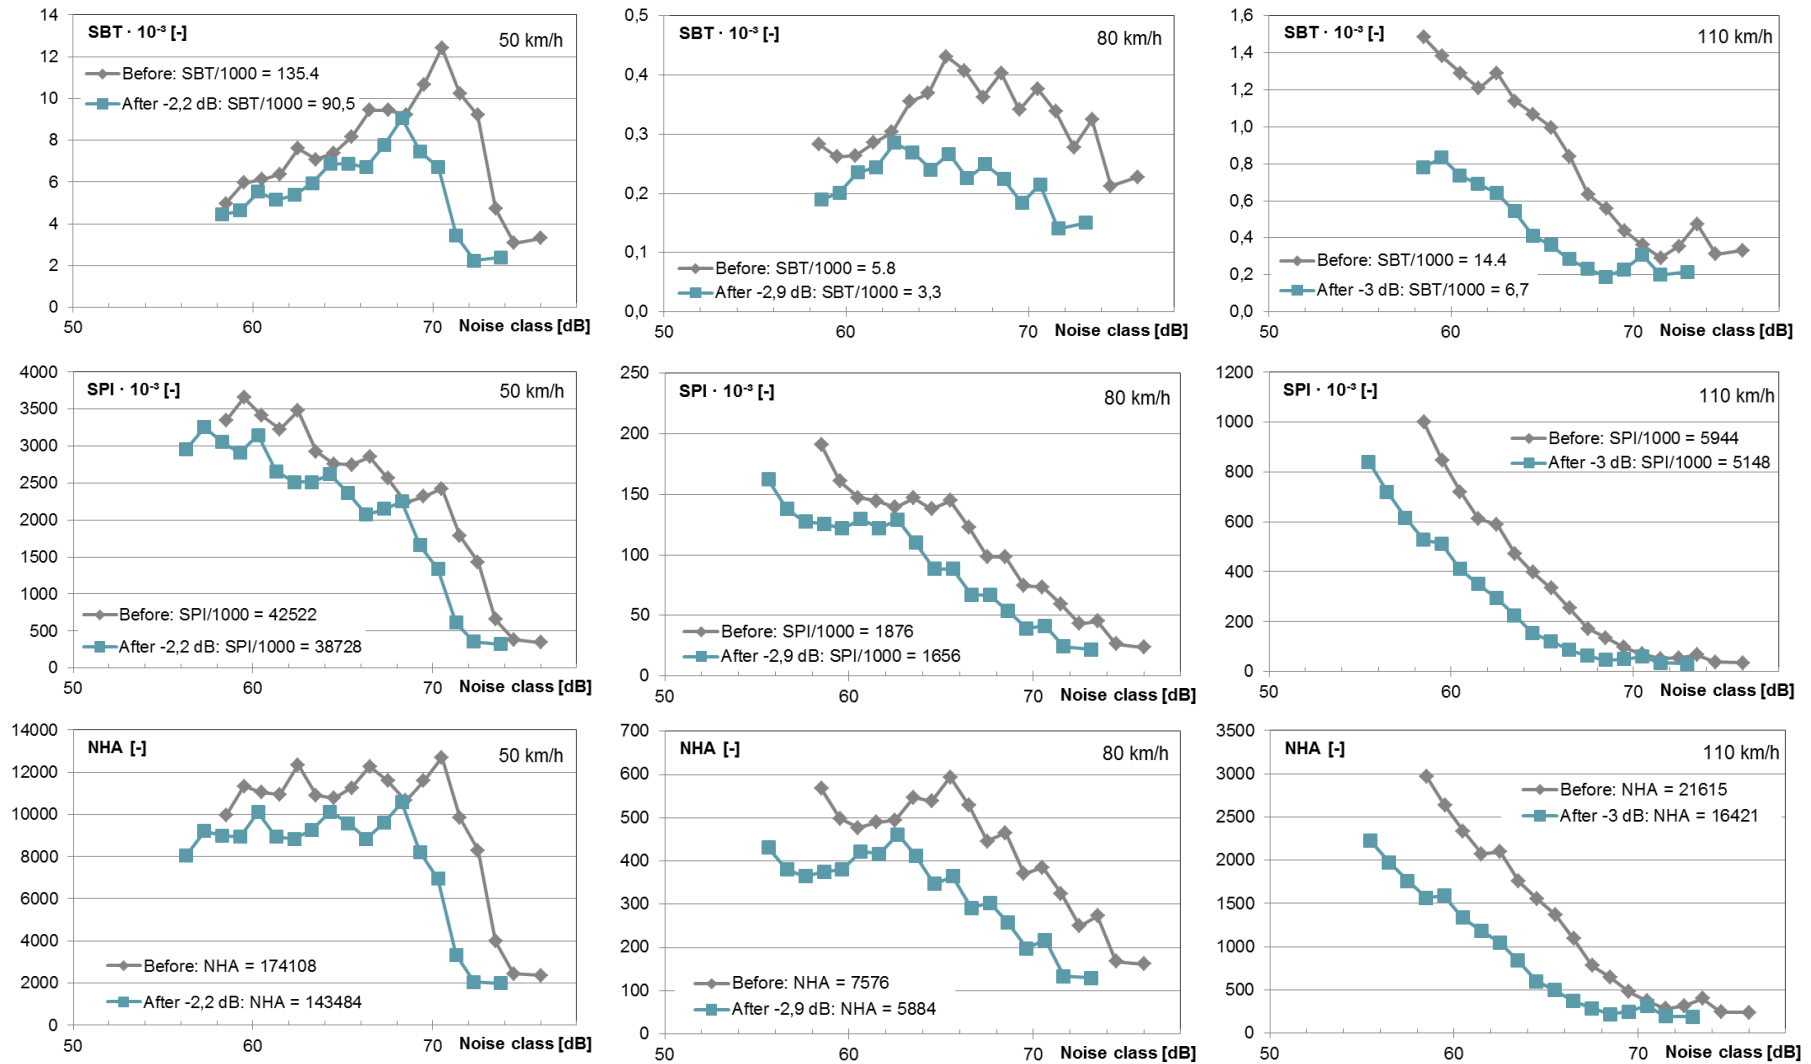 SBT · 10⁻³ [-]
50 km/h
Before: SBT/1000 = 135.4
After -2,2 dB: SBT/1000 = 90,5
14
12
10
8
6
4
2
0
50
60
70
Noise class [dB]
SBT · 10⁻³ [-]
80 km/h
0,5
0,4
0,3
0,2
0,1
0,0
Before: SBT/1000 = 5.8
After -2,9 dB: SBT/1000 = 3,3
50
60
70
Noise class [dB]
SBT · 10⁻³ [-]
110 km/h
1,6
1,4
1,2
1,0
0,8
0,6
0,4
0,2
0,0
Before: SBT/1000 = 14.4
After -3 dB: SBT/1000 = 6,7
50
60
70
Noise class [dB]
SPI · 10⁻³ [-]
50 km/h
4000
3500
3000
2500
2000
1500
1000
500
0
Before: SPI/1000 = 42522
After -2,2 dB: SPI/1000 = 38728
50
60
70
Noise class [dB]
SPI · 10⁻³ [-]
80 km/h
250
200
150
100
50
0
Before: SPI/1000 = 1876
After -2,9 dB: SPI/1000 = 1656
50
60
70
Noise class [dB]
SPI · 10⁻³ [-]
110 km/h
1200
1000
800
600
400
200
0
Before: SPI/1000 = 5944
After -3 dB: SPI/1000 = 5148
50
60
70
Noise class [dB]
NHA [-]
50 km/h
14000
12000
10000
8000
6000
4000
2000
0
Before: NHA = 174108
After -2,2 dB: NHA = 143484
50
60
70
Noise class [dB]
NHA [-]
80 km/h
700
600
500
400
300
200
100
0
Before: NHA = 7576
After -2,9 dB: NHA = 5884
50
60
70
Noise class [dB]
NHA [-]
110 km/h
3500
3000
2500
2000
1500
1000
500
0
Before: NHA = 21615
After -3 dB: NHA = 16421
50
60
70
Noise class [dB]